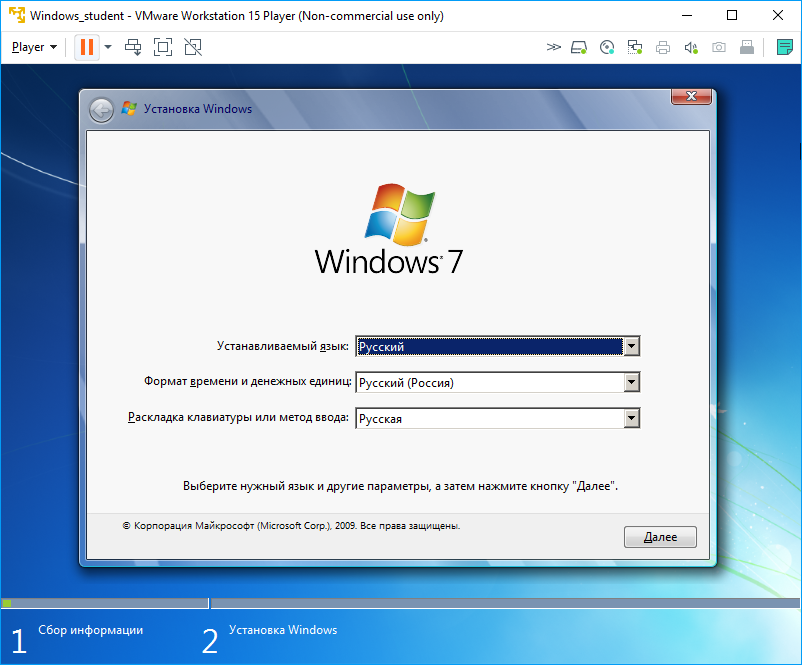 Windows_student - VMware Workstation 15 Player (Non-commercial use only)
Player
Установка Windows
Windows 7
Устанавливаемый язык: Русский
Формат времени и денежных единиц: Русский (Россия)
Раскладка клавиатуры или метод ввода: Русская
Выберите нужный язык и другие параметры, а затем нажмите кнопку "Далее".
© Корпорация Майкрософт (Microsoft Corp.), 2009. Все права защищены.
Далее
1 Сбор информации
2 Установка Windows